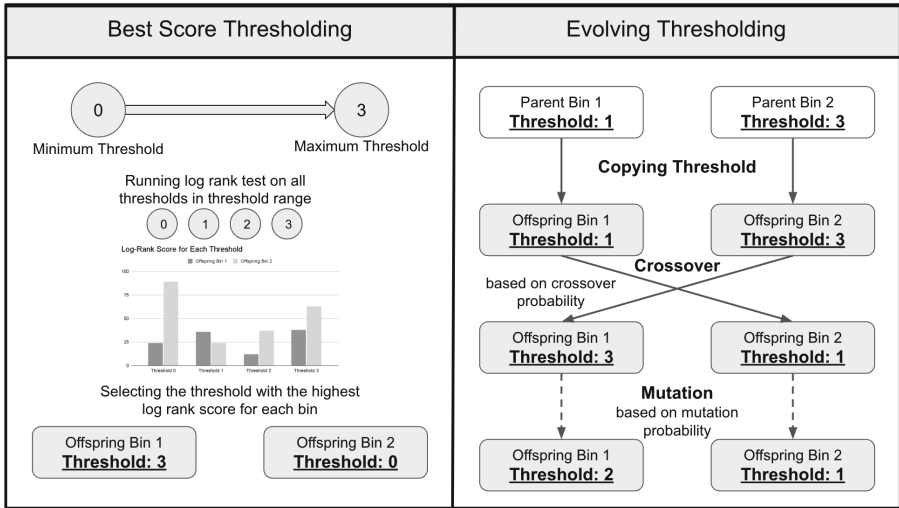 Best Score Thresholding
0
3
Minimum Threshold
Maximum Threshold
Running log rank test on all
thresholds in threshold range
0
1
2
3
Log-Rank Score for Each Threshold
Offspring Bin 1
Offspring Bin 2
100
75
50
25
0
Threshold 0
Threshold 1
Threshold 2
Threshold 3
Selecting the threshold with the highest
log rank score for each bin
Offspring Bin 1
Threshold: 3
Offspring Bin 2
Threshold: 0
Evolving Thresholding
Parent Bin 1
Threshold: 1
Parent Bin 2
Threshold: 3
Copying Threshold
Offspring Bin 1
Threshold: 1
Offspring Bin 2
Threshold: 3
Crossover
based on crossover
probability
Offspring Bin 1
Threshold: 3
Offspring Bin 2
Threshold: 1
Mutation
based on mutation
probability
Offspring Bin 1
Threshold: 2
Offspring Bin 2
Threshold: 1